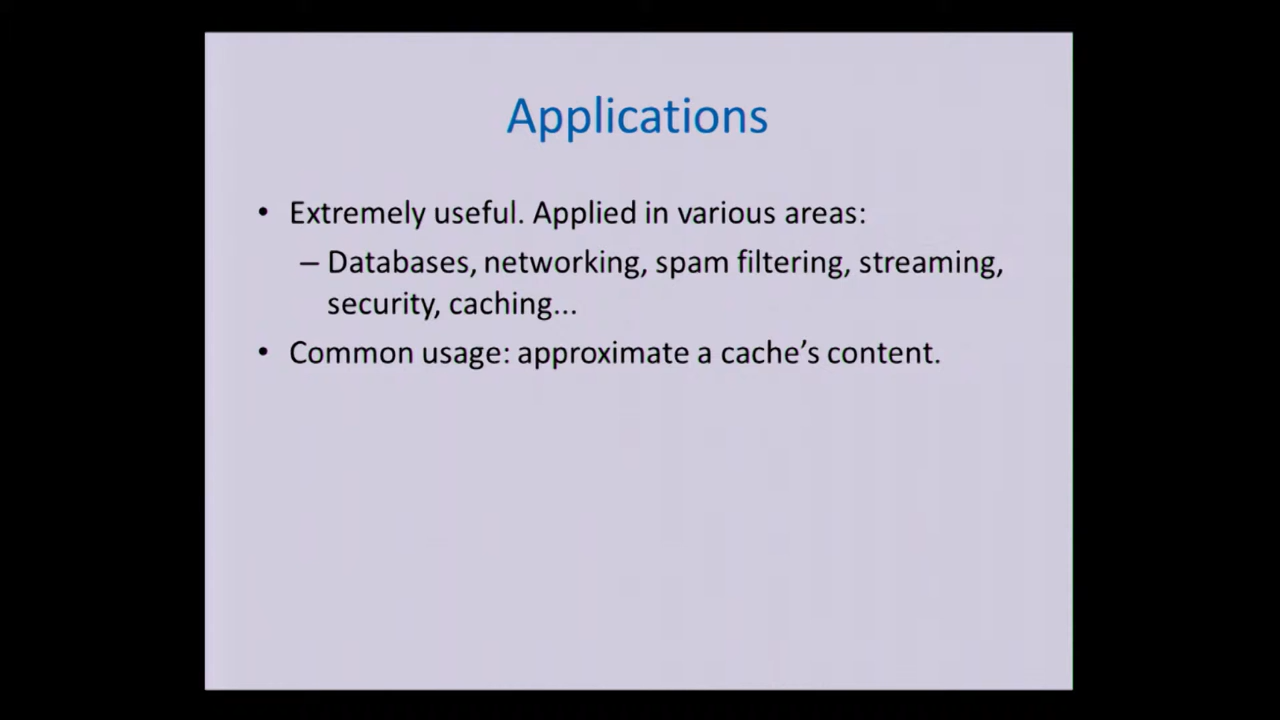 Applications
• Extremely useful. Applied in various areas:
– Databases, networking, spam filtering, streaming,
security, caching...
• Common usage: approximate a cache’s content.